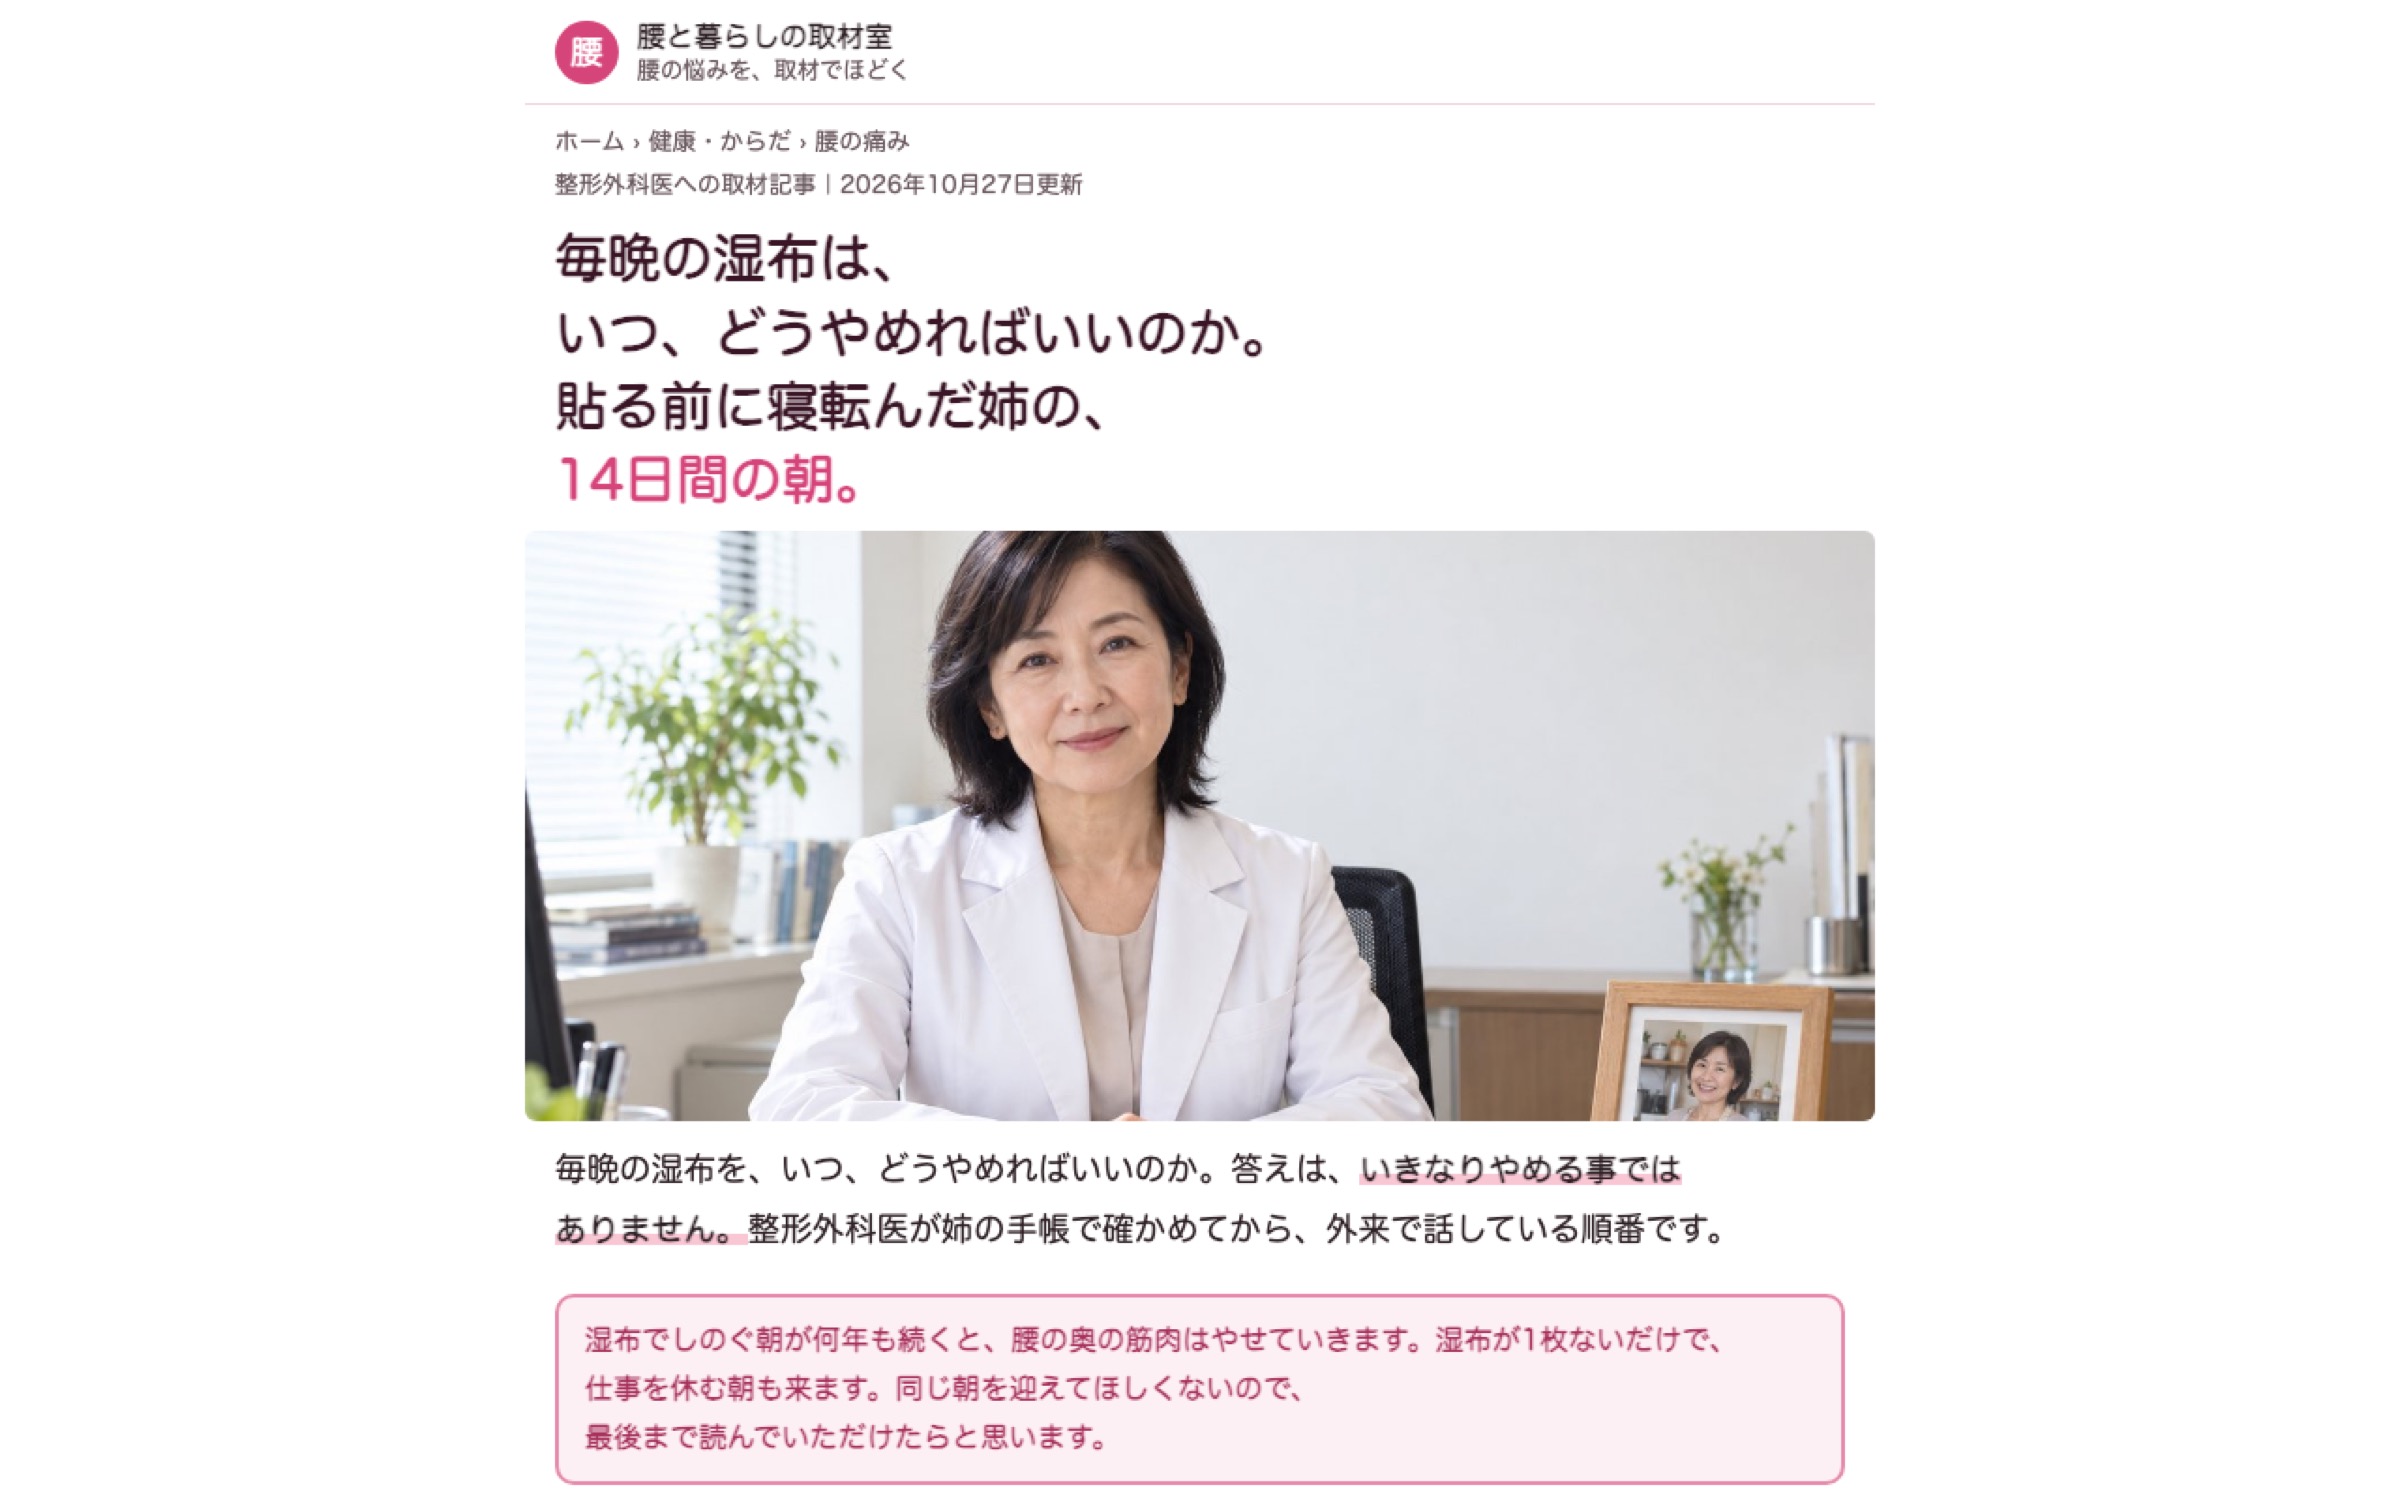 腰
腰と暮らしの取材室
腰の悩みを、取材でほどく
ホーム › 健康・からだ › 腰の痛み
整形外科医への取材記事｜2026年10月27日更新
毎晩の湿布は、
いつ、どうやめればいいのか。
貼る前に寝転んだ姉の、
14日間の朝。
毎晩の湿布を、いつ、どうやめればいいのか。答えは、いきなりやめる事では
ありません。整形外科医が姉の手帳で確かめてから、外来で話している順番です。
湿布でしのぐ朝が何年も続くと、腰の奥の筋肉はやせていきます。湿布が1枚ないだけで、
仕事を休む朝も来ます。同じ朝を迎えてほしくないので、
最後まで読んでいただけたらと思います。